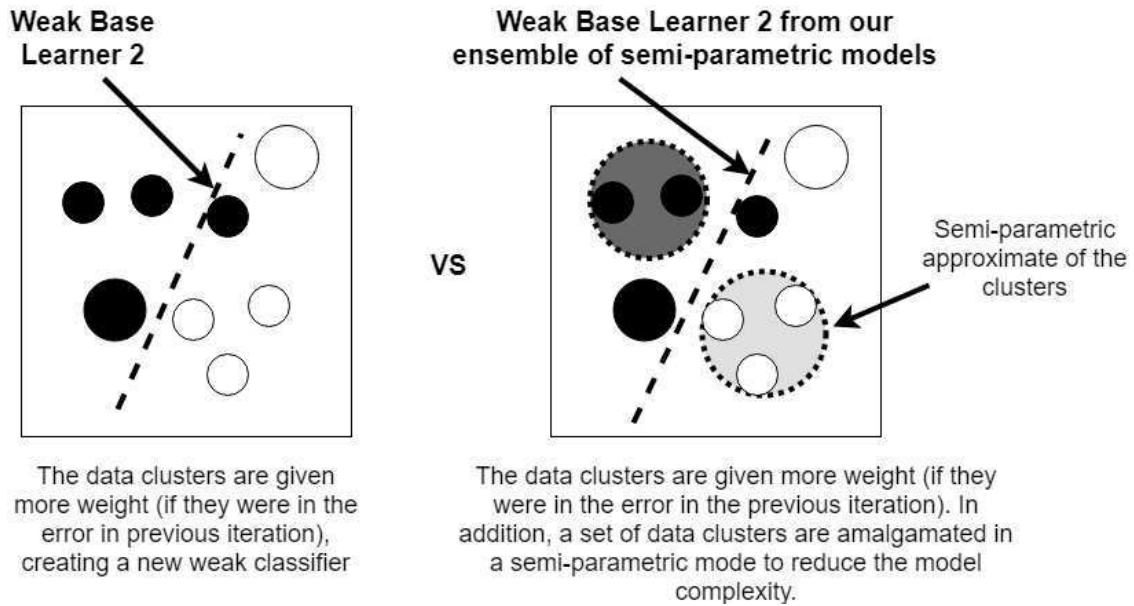 Weak Base
Learner 2
Weak Base Learner 2 from our
ensemble of semi-parametric models
VS
Semi-parametric
approximate of the
clusters
The data clusters are given
more weight (if they were in the
error in previous iteration),
creating a new weak classifier
The data clusters are given more weight (if they
were in the error in the previous iteration). In
addition, a set of data clusters are amalgamated in
a semi-parametric mode to reduce the model
complexity.